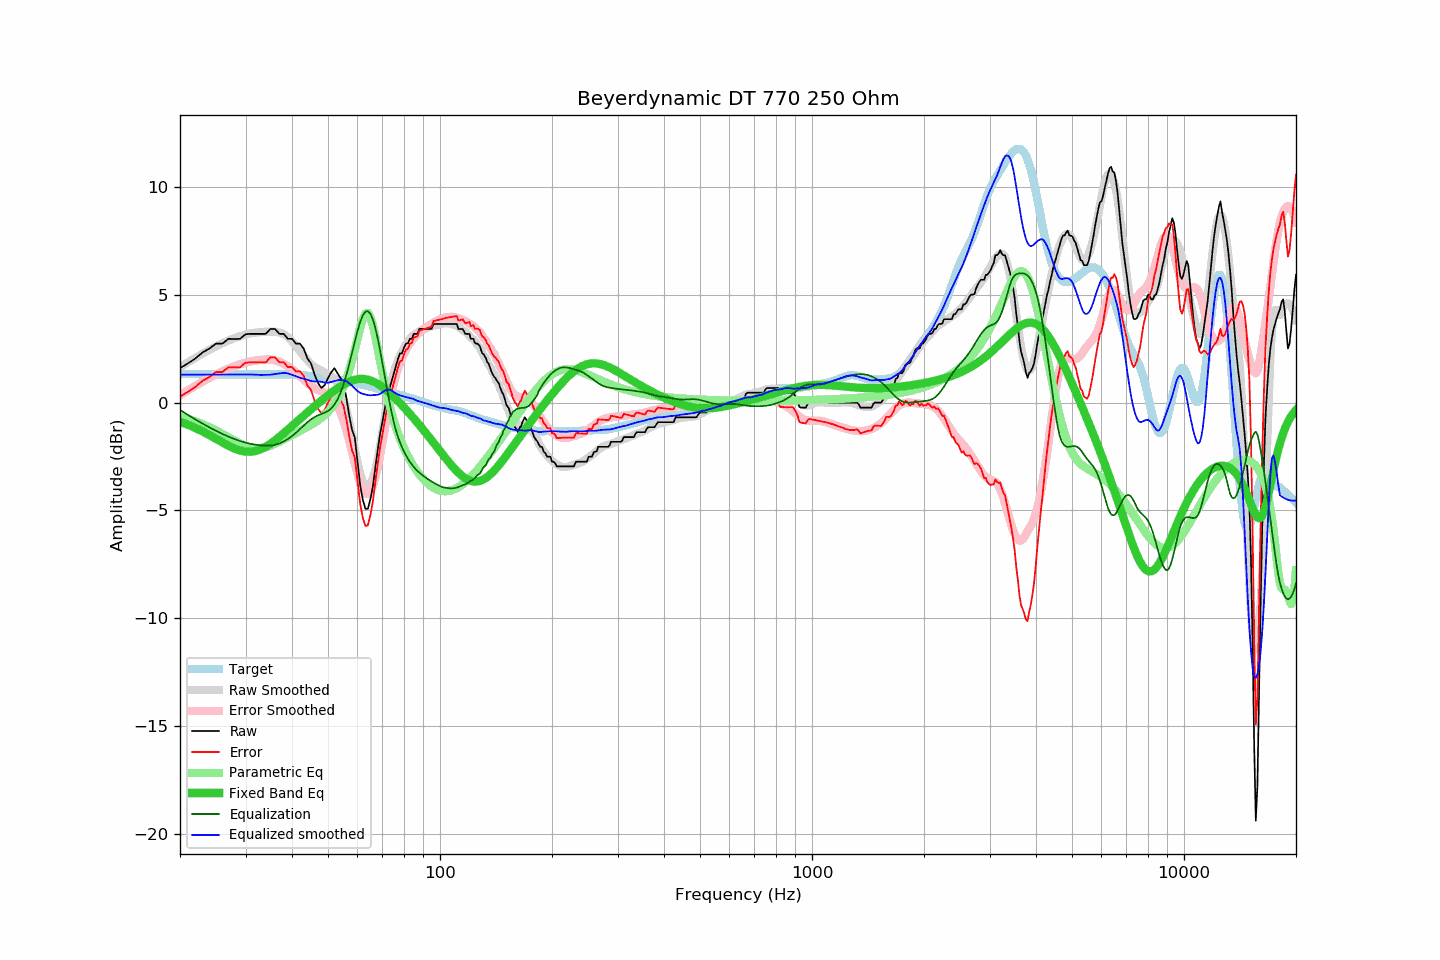 Beyerdynamic DT 770 250 Ohm
10
5
0
−5
−10
−15
−20
Amplitude (dBr)
Target
Raw Smoothed
Error Smoothed
Raw
Error
Parametric Eq
Fixed Band Eq
Equalization
Equalized smoothed
100
1000
10000
Frequency (Hz)